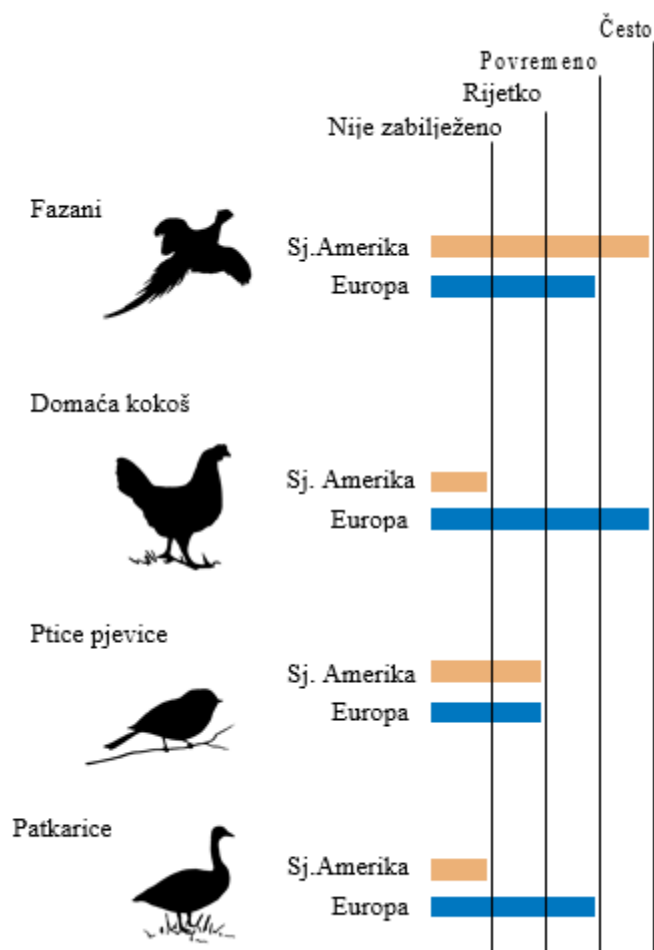 Često
Povremeno
Rijetko
Nije zabilježeno
Fazani
Sj.Amerika
Europa
Domaća kokoš
Sj. Amerika
Europa
Ptice pjevice
Sj. Amerika
Europa
Patkarice
Sj.Amerika
Europa